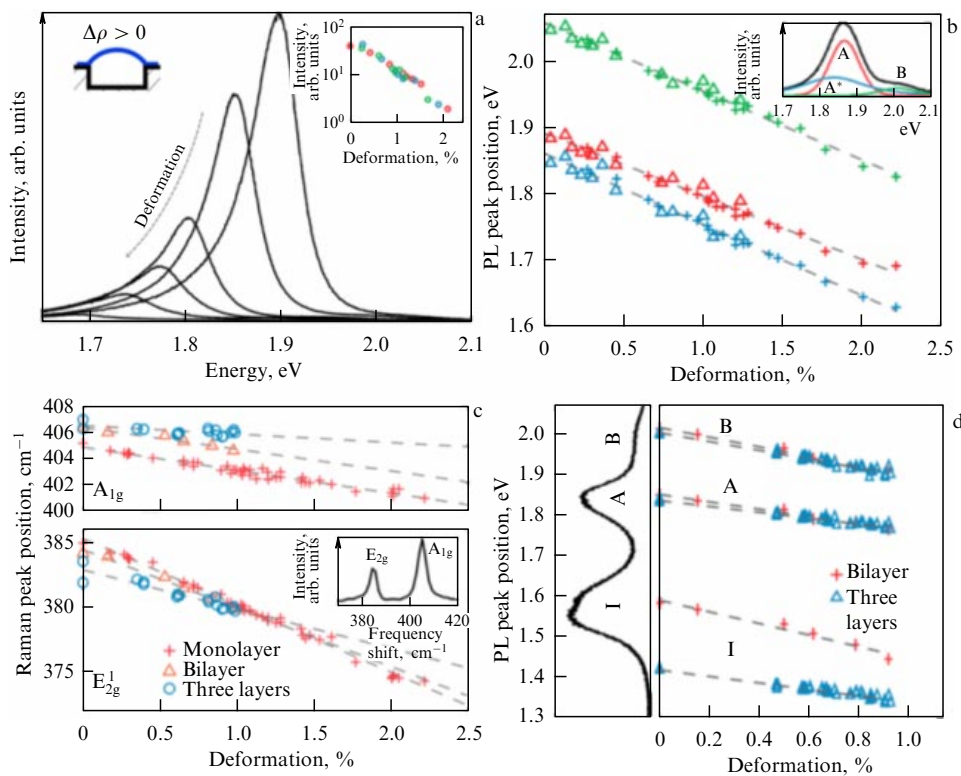 a
Δρ > 0
Intensity, arb. units
Deformation
Intensity,
arb. units
10²
10¹
10⁰
0
1
2
Deformation, %
1.7
1.8
1.9
2.0
2.1
Energy, eV
b
PL peak position, eV
2.0
1.9
1.8
1.7
1.6
Intensity,
arb. units
A
A*
B
1.7
1.8
1.9
2.0
2.1
eV
0
0.5
1.0
1.5
2.0
2.5
Deformation, %
c
Raman peak position, cm⁻¹
408
406
404
402
400
A₁g
385
380
375
E¹₂g
Intensity,
arb. units
E₂g
A₁g
380
400
420
Frequency
shift, cm⁻¹
Monolayer
Bilayer
Three layers
0
0.5
1.0
1.5
2.0
2.5
Deformation, %
d
PL peak position, eV
2.0
1.9
1.8
1.7
1.6
1.5
1.4
1.3
B
A
I
B
A
I
Bilayer
Three
layers
0
0.2
0.4
0.6
0.8
1.0
Deformation, %